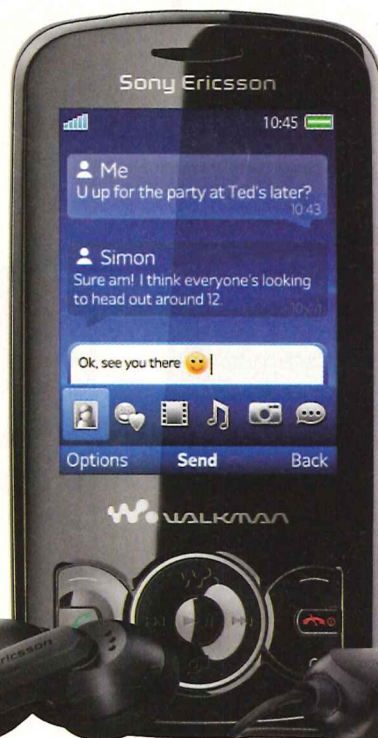 Sony Ericsson
10:45
Me
U up for the party at Ted's later?
10:43
Simon
Sure am! I think everyone's looking
to head out around 12.
Ok, see you there
Options Send Back
WALKMAN
ricsson